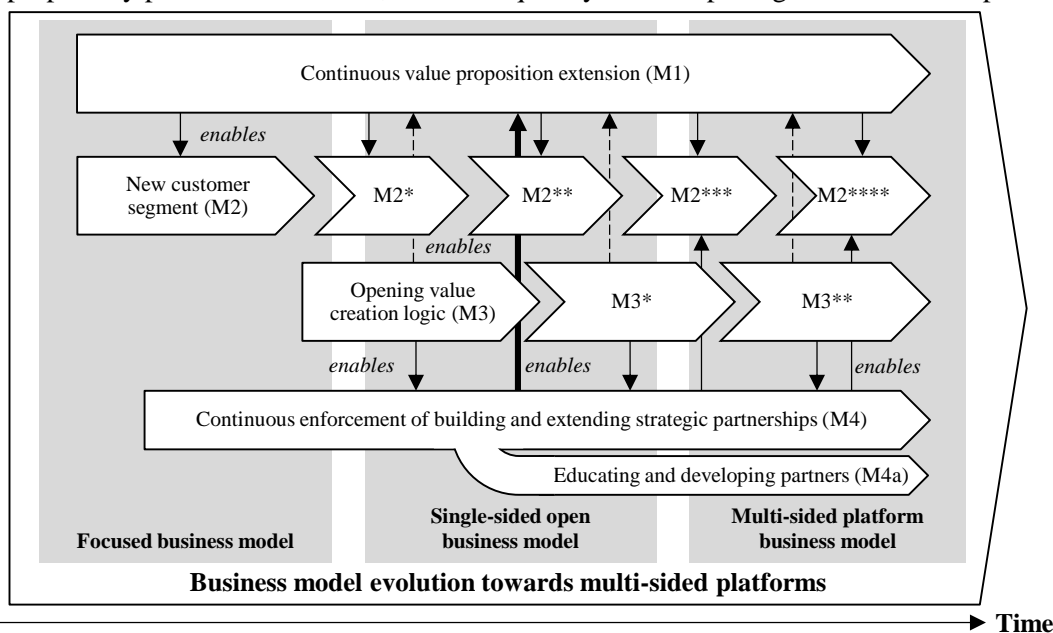 Continuous value proposition extension (M1)
enables
New customer
segment (M2)
M2*
M2**
M2***
M2****
enables
Opening value
creation logic (M3)
M3*
M3**
enables
enables
enables
Continuous enforcement of building and extending strategic partnerships (M4)
Educating and developing partners (M4a)
Focused business model
Single-sided open
business model
Multi-sided platform
business model
Business model evolution towards multi-sided platforms
Time